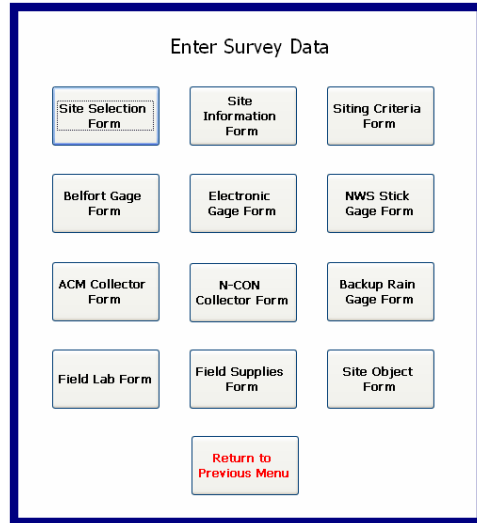 Enter Survey Data
Site Selection
Form
Site
Information
Form
Siting Criteria
Form
Belfort Gage
Form
Electronic
Gage Form
NWS Stick
Gage Form
ACM Collector
Form
N-CON
Collector Form
Backup Rain
Gage Form
Field Lab Form
Field Supplies
Form
Site Object
Form
Return to
Previous Menu